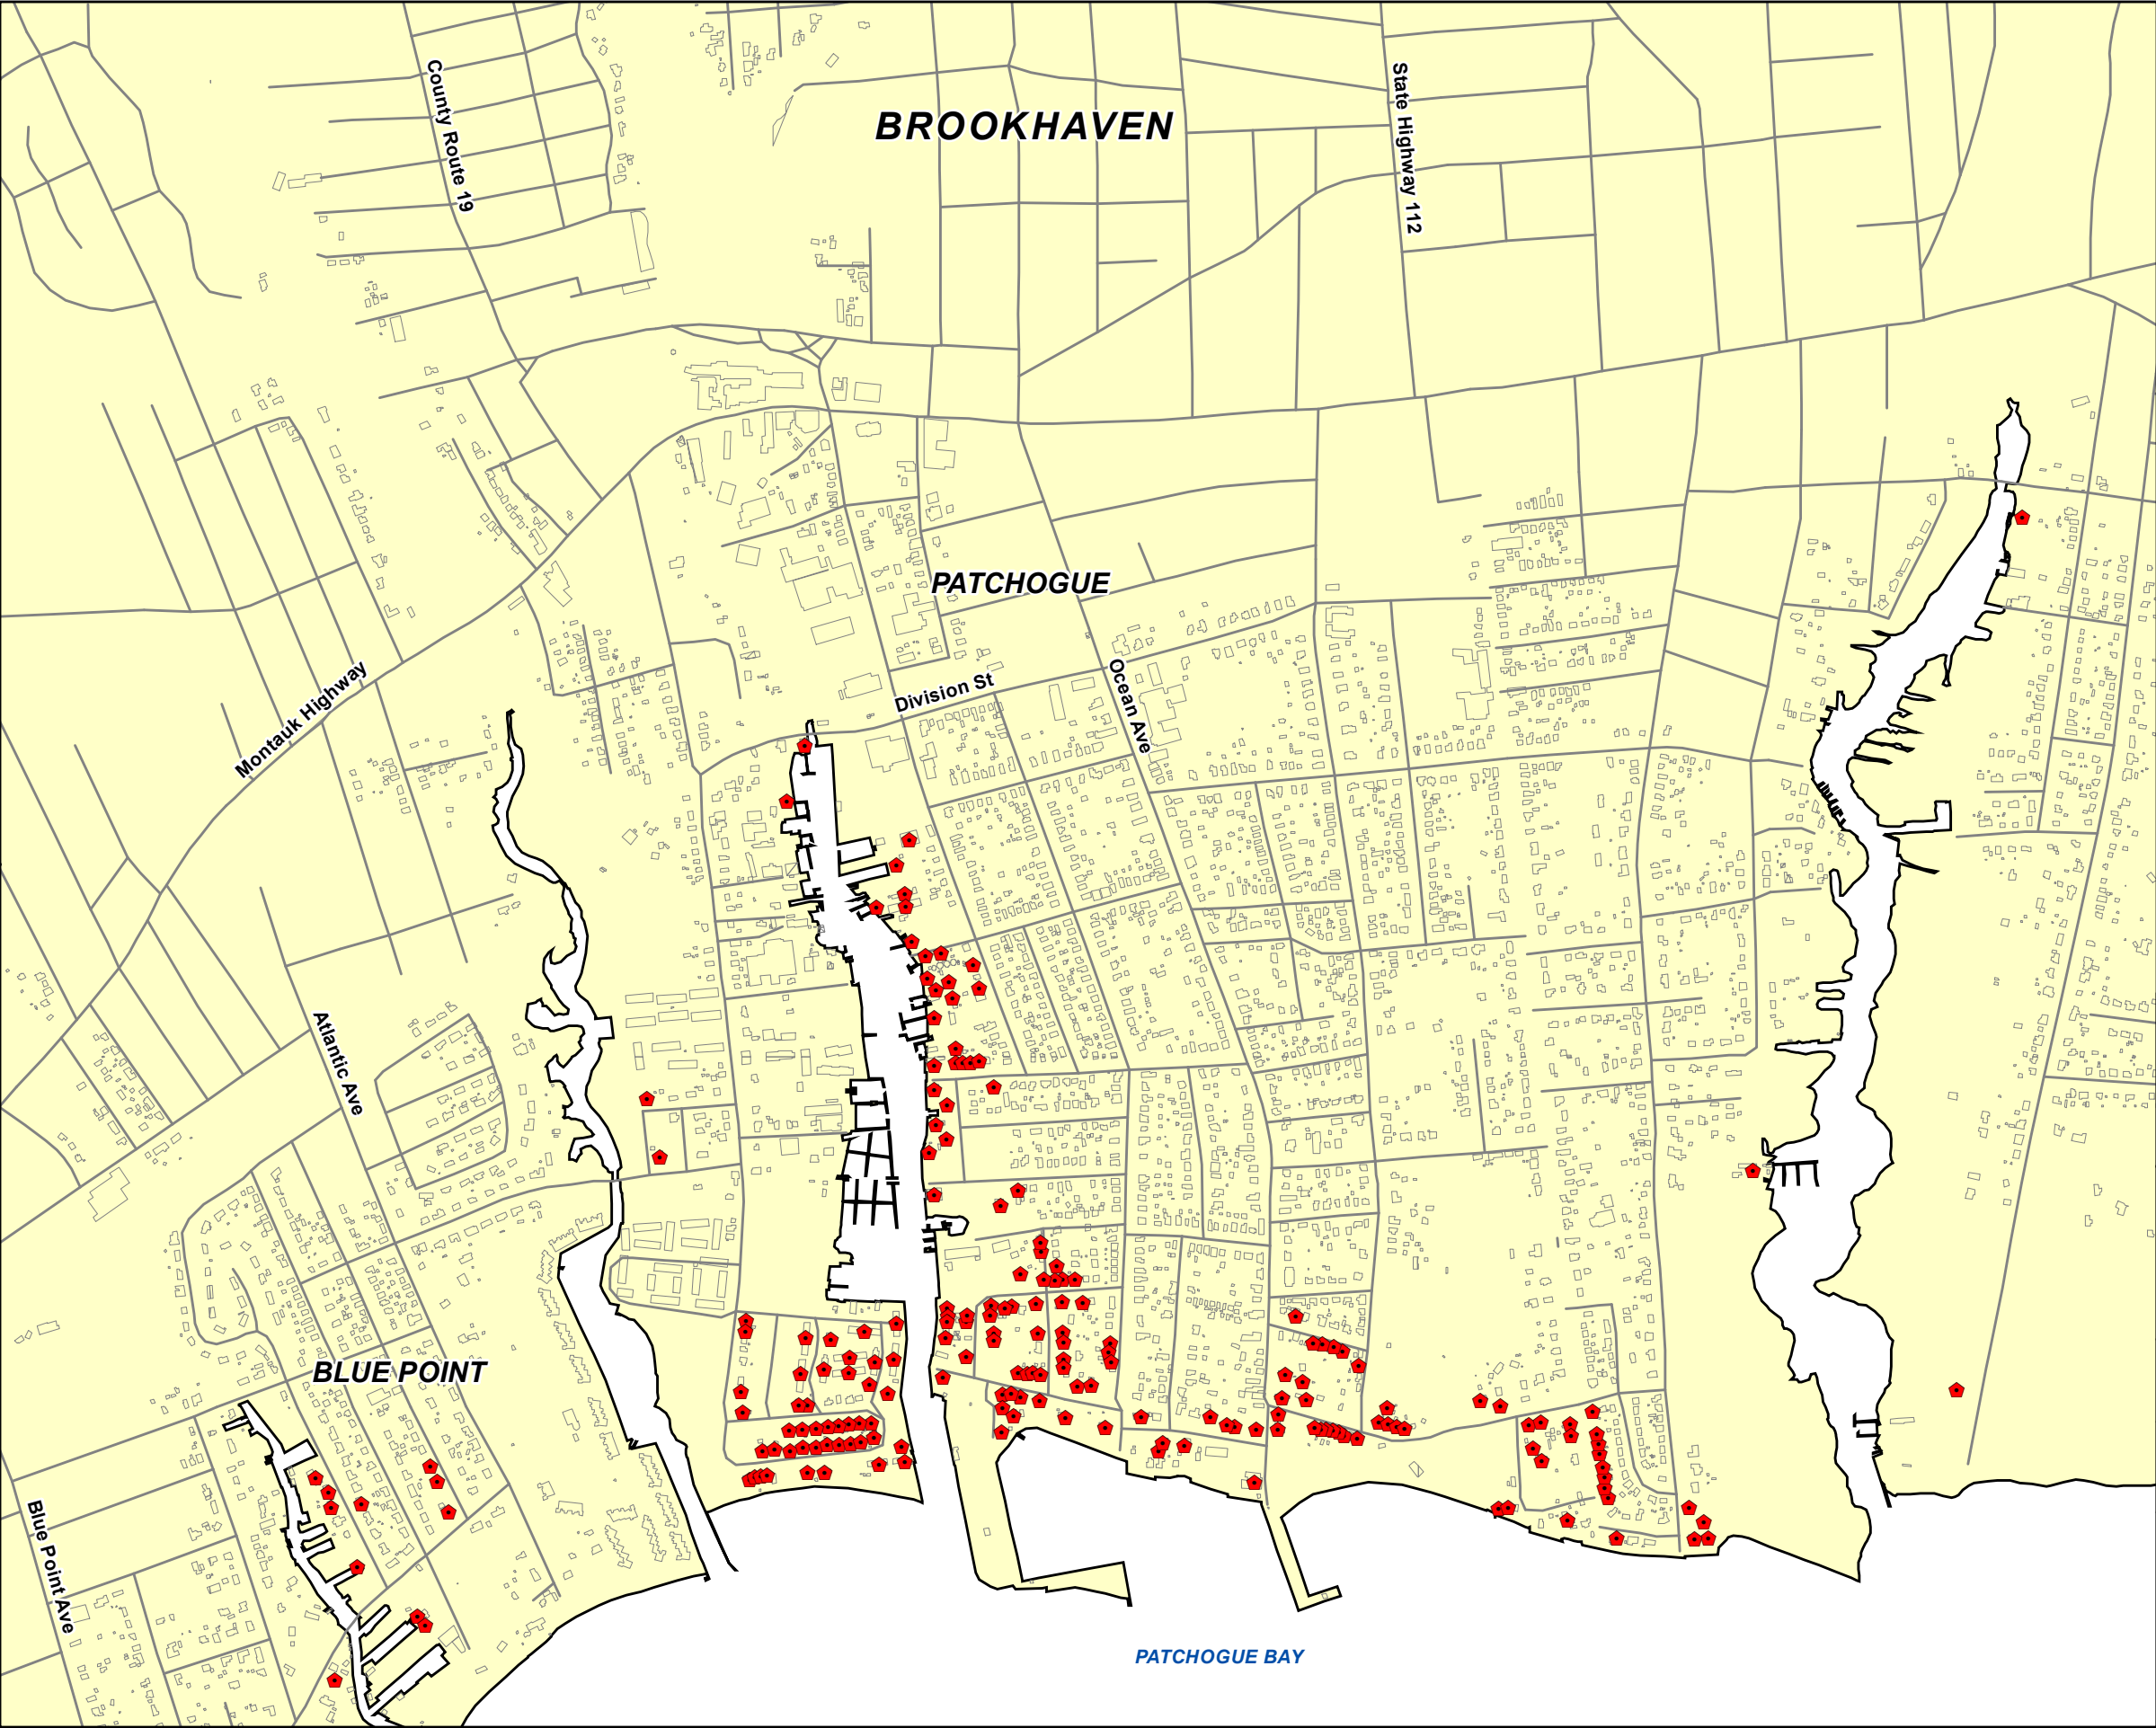 County Route 19
BROOKHAVEN
State Highway 112
PATCHOGUE
Montauk Highway
Division St
Ocean Ave
Atlantic Ave
BLUE POINT
Blue Point Ave
PATCHOGUE BAY